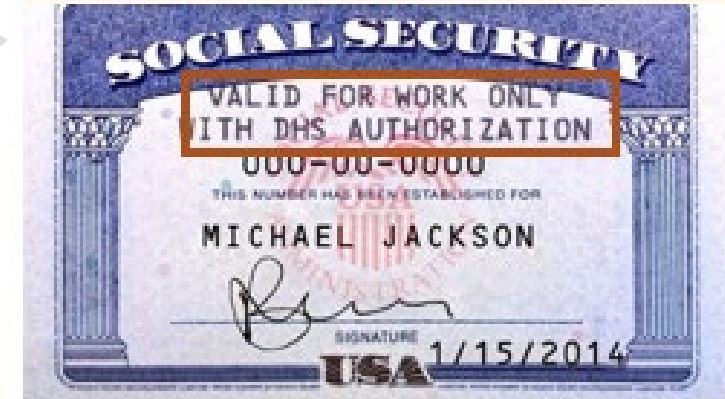 SOCIAL SECURITY
VALID FOR WORK ONLY
WITH DHS AUTHORIZATION
000-00-0000
THIS NUMBER HAS BEEN ESTABLISHED FOR
MICHAEL JACKSON
SIGNATURE
1/15/2014
USA